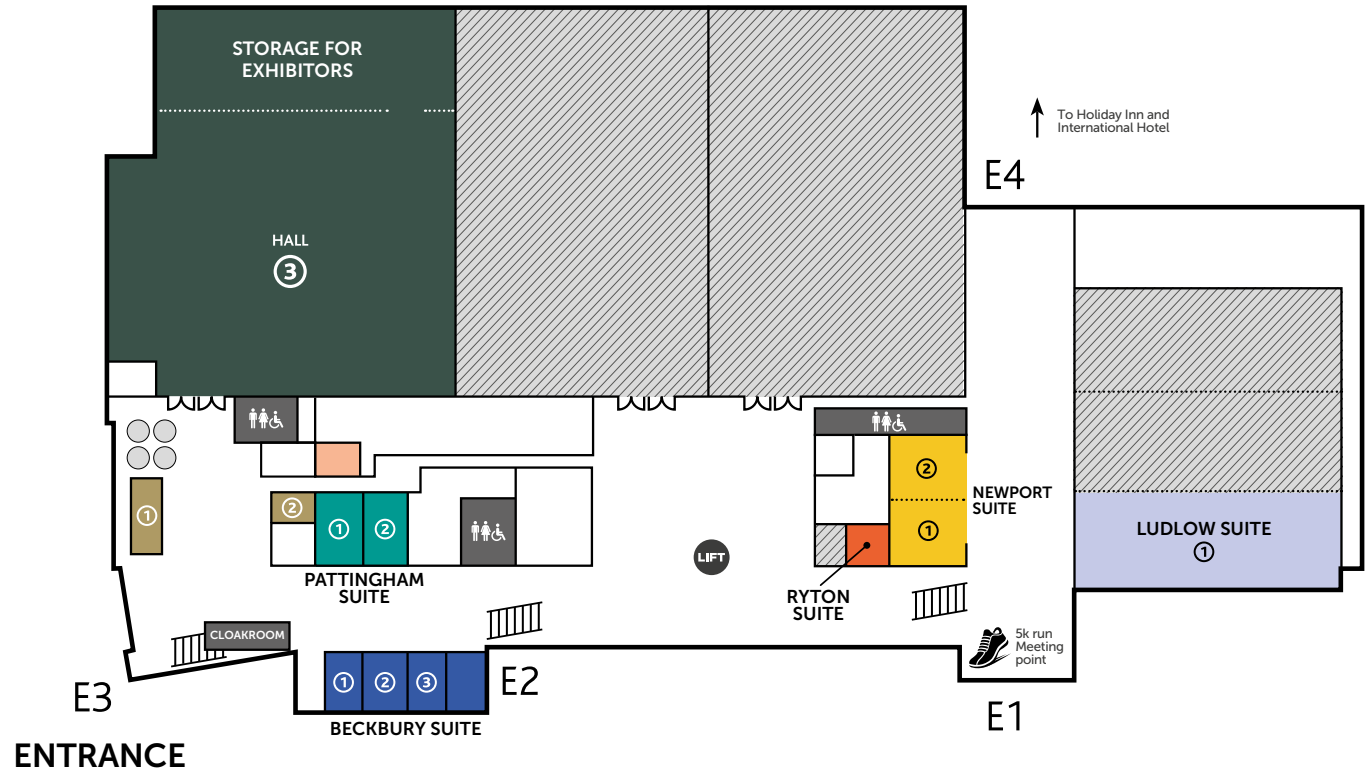 STORAGE FOR
EXHIBITORS
To Holiday Inn and
International Hotel
E4
HALL
3
2
NEWPORT
SUITE
1
1
2
1
2
LUDLOW SUITE
1
LIFT
PATTINGHAM
SUITE
RYTON
SUITE
CLOAKROOM
5k run
Meeting
point
1
2
3
E3
E2
E1
BECKBURY SUITE
ENTRANCE